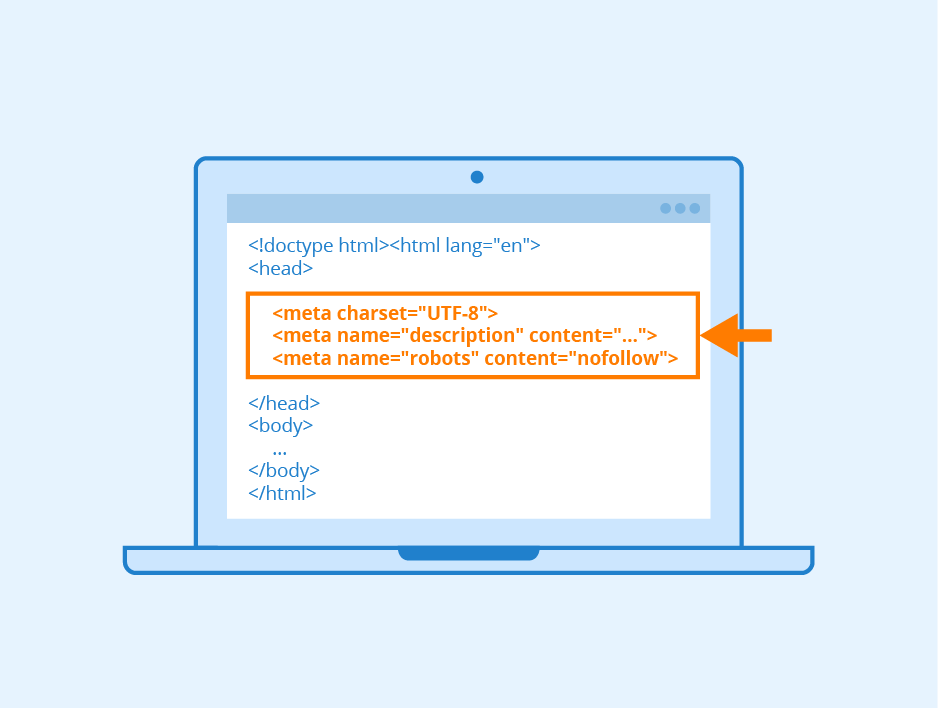 <!doctype html><html lang="en">
<head>
<meta charset="UTF-8">
<meta name="description" content="...">
<meta name="robots" content="nofollow">
</head>
<body>
...
</body>
</html>